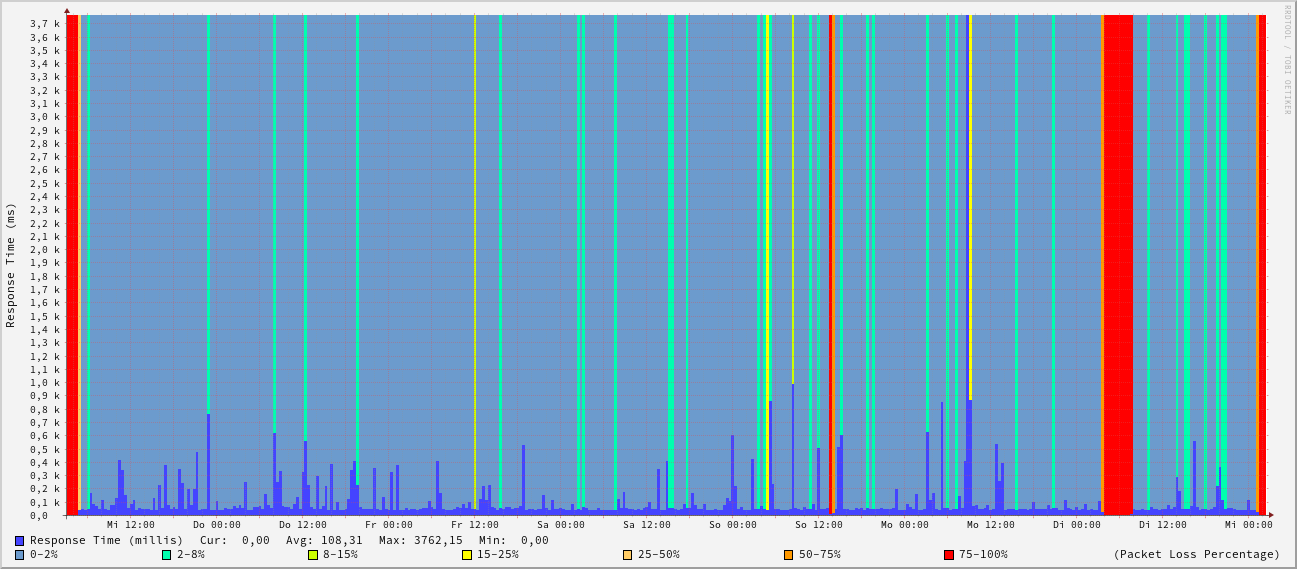 RRDTOOL / TOBI OETIKER
Response Time (ms)
3,7 k
3,6 k
3,5 k
3,4 k
3,3 k
3,2 k
3,1 k
3,0 k
2,9 k
2,8 k
2,7 k
2,6 k
2,5 k
2,4 k
2,3 k
2,2 k
2,1 k
2,0 k
1,9 k
1,8 k
1,7 k
1,6 k
1,5 k
1,4 k
1,3 k
1,2 k
1,1 k
1,0 k
0,9 k
0,8 k
0,7 k
0,6 k
0,5 k
0,4 k
0,3 k
0,2 k
0,1 k
0,0
Mi 12:00 Do 00:00 Do 12:00 Fr 00:00 Fr 12:00 Sa 00:00 Sa 12:00 So 00:00 So 12:00 Mo 00:00 Mo 12:00 Di 00:00 Di 12:00 Mi 00:00
Response Time (millis) Cur: 0,00 Avg: 108,31 Max: 3762,15 Min: 0,00
0-2% 2-8% 8-15% 15-25% 25-50% 50-75% 75-100% (Packet Loss Percentage)